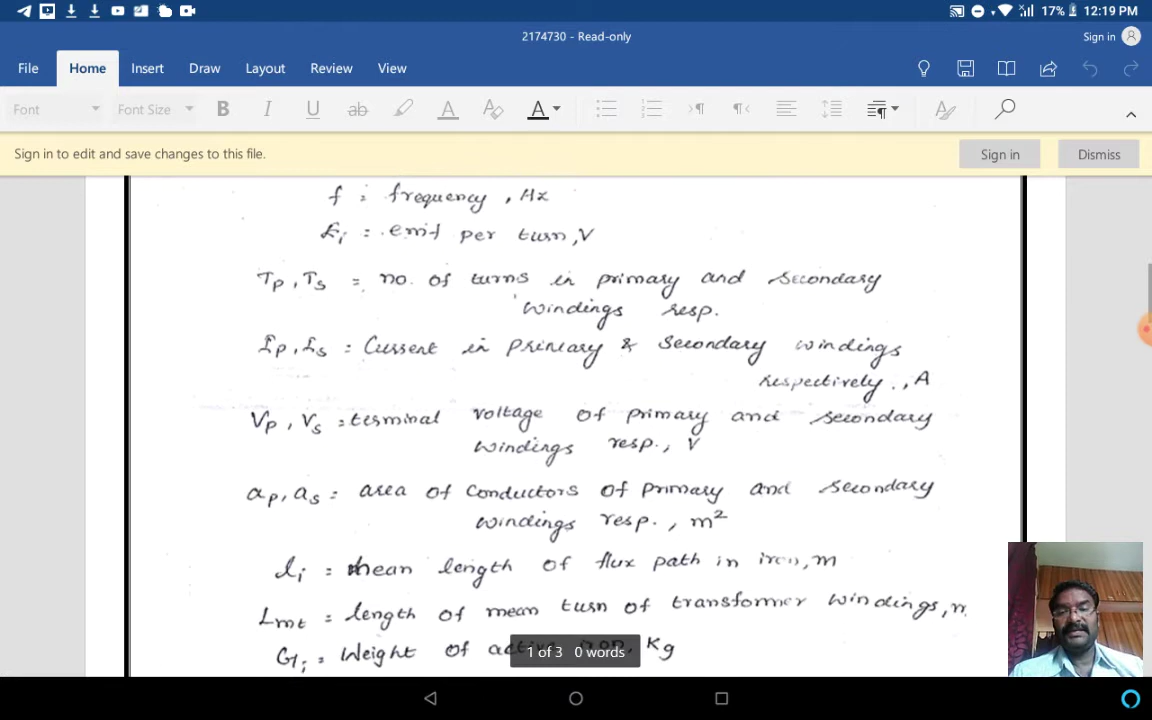 17% 12:19 PM
2174730 - Read-only
Sign in
File Home Insert Draw Layout Review View
Font Font Size B I U ab A A A
Sign in to edit and save changes to this file.
Sign in Dismiss
f : frequency, Hz
Ei : emf per turn, V
Tp, Ts = no. of turns in primary and secondary
windings resp.
Ip, Is : Current in primary & secondary windings
respectively., A
Vp, Vs = terminal voltage of primary and secondary
windings resp., V
ap, as = area of conductors of primary and secondary
windings resp., m²
li = mean length of flux path in iron, m
Lmt = length of mean turn of transformer windings, m
Gi = Weight of active iron, Kg
1 of 3 0 words